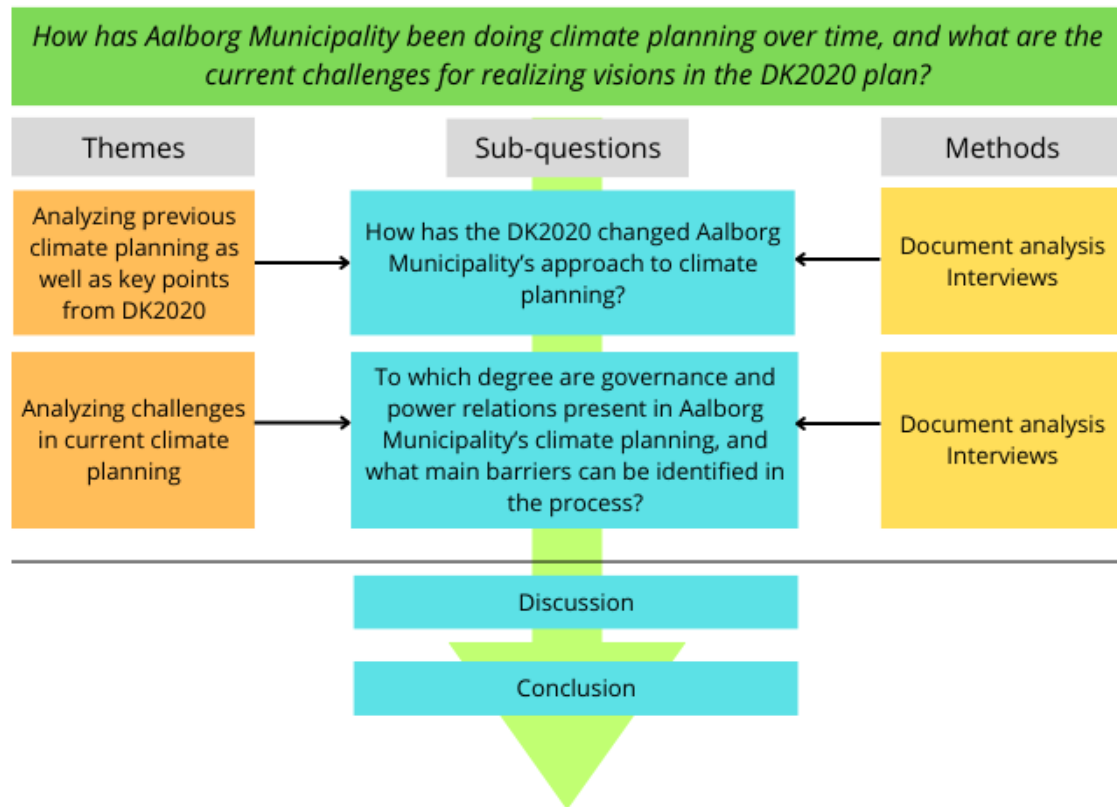 How has Aalborg Municipality been doing climate planning over time, and what are the
current challenges for realizing visions in the DK2020 plan?
Themes
Sub-questions
Methods
Analyzing previous
climate planning as
well as key points
from DK2020
How has the DK2020 changed Aalborg
Municipality's approach to climate
planning?
Document analysis
Interviews
Analyzing challenges
in current climate
planning
To which degree are governance and
power relations present in Aalborg
Municipality's climate planning, and
what main barriers can be identified in
the process?
Document analysis
Interviews
Discussion
Conclusion